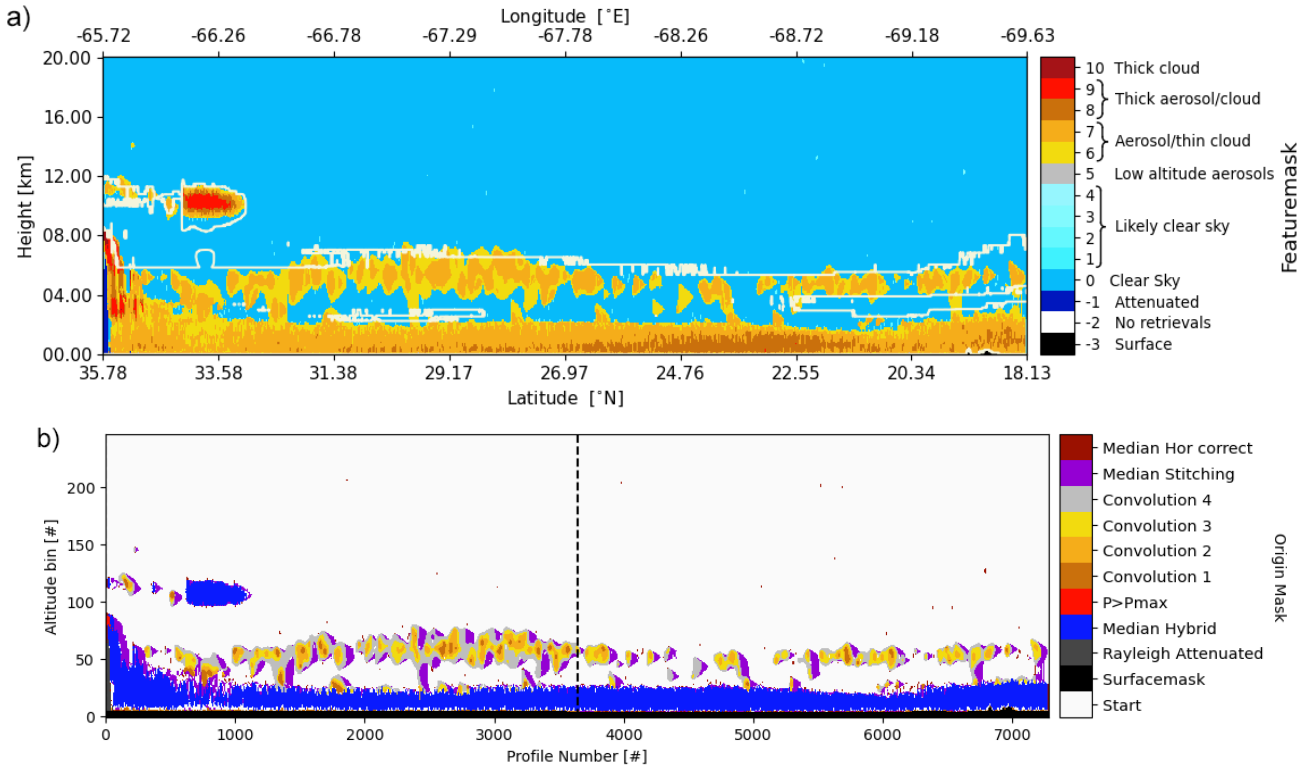 a)
Longitude [˚E]
-65.72 -66.26 -66.78 -67.29 -67.78 -68.26 -68.72 -69.18 -69.63
20.00
16.00
12.00
08.00
04.00
00.00
Height [km]
35.78 33.58 31.38 29.17 26.97 24.76 22.55 20.34 18.13
Latitude [˚N]
10 Thick cloud
9
8
Thick aerosol/cloud
7
6
Aerosol/thin cloud
5 Low altitude aerosols
4
3
2
1
Likely clear sky
0 Clear Sky
-1 Attenuated
-2 No retrievals
-3 Surface
Featuremask
b)
200
150
100
50
0
Altitude bin [#]
0 1000 2000 3000 4000 5000 6000 7000
Profile Number [#]
Median Hor correct
Median Stitching
Convolution 4
Convolution 3
Convolution 2
Convolution 1
P>Pmax
Median Hybrid
Rayleigh Attenuated
Surfacemask
Start
Origin Mask